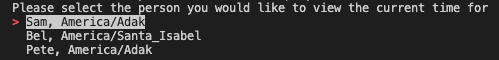 Please select the person you would like to view the current time for
> Sam, America/Adak
Bel, America/Santa_Isabel
Pete, America/Adak